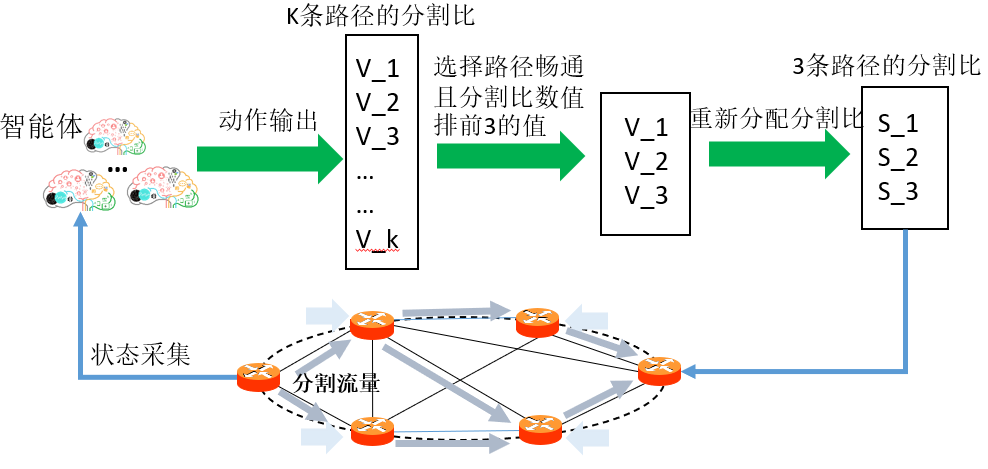 K条路径的分割比
V_1
V_2
V_3
...
...
V_k
智能体
...
动作输出
选择路径畅通
且分割比数值
排前3的值
V_1
V_2
V_3
重新分配分割比
3条路径的分割比
S_1
S_2
S_3
状态采集
分割流量